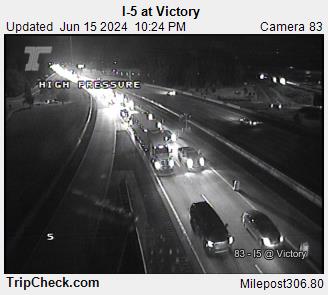 I-5 at Victory
Updated Jun 15 2024 10:24 PM Camera 83
HIGH PRESSURE
S
83 - I5 @ Victory
TripCheck.com Milepost306.80